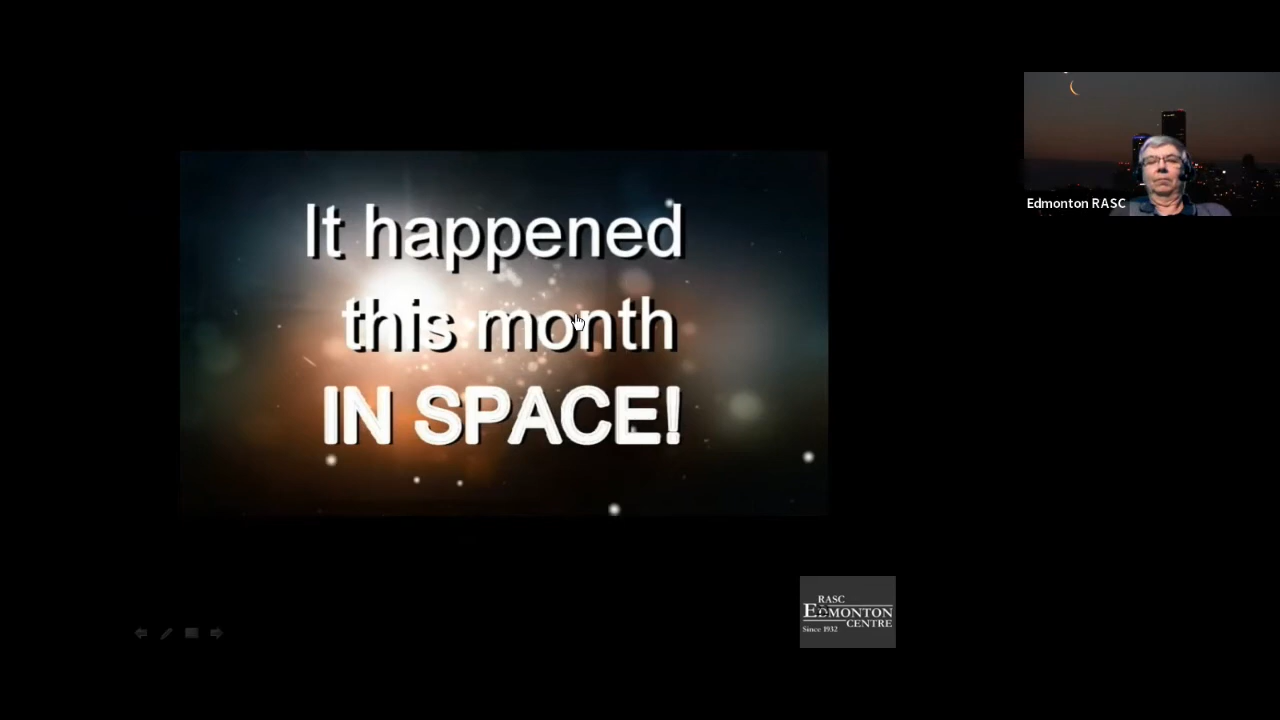 It happened
this month
IN SPACE!
Edmonton RASC
RASC
EDMONTON
CENTRE
Since 1932